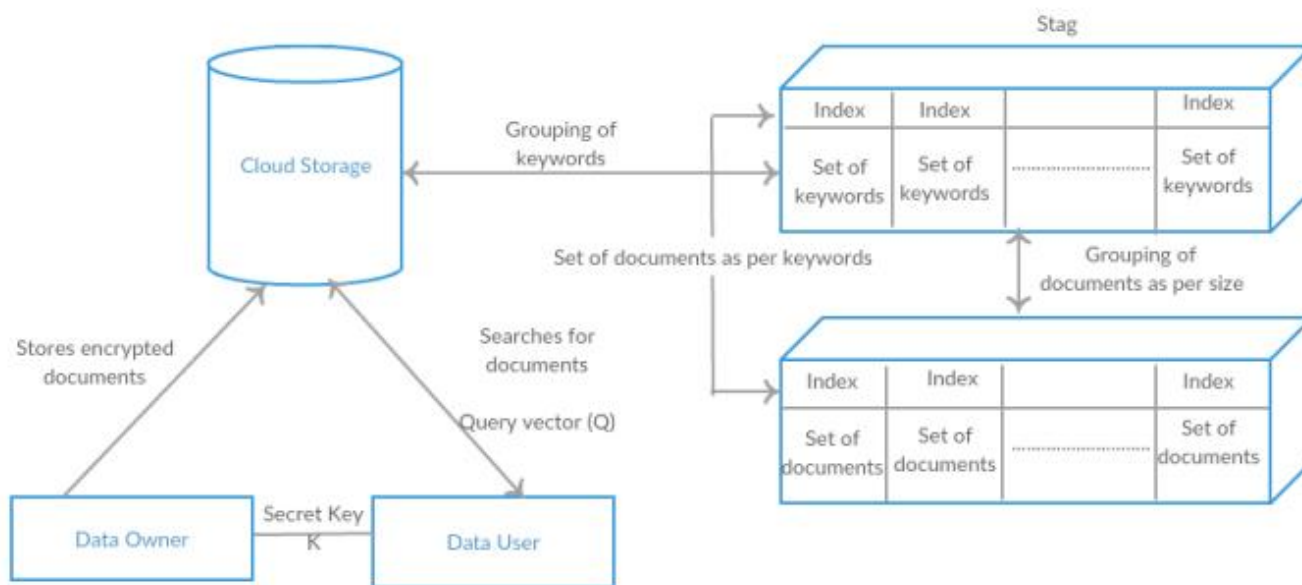 Stag
Index
Index
Index
Grouping of
keywords
Cloud Storage
Set of
keywords
Set of
keywords
....................
Set of
keywords
Set of documents as per keywords
Grouping of
documents as per size
Stores encrypted
documents
Searches for
documents
Query vector (Q)
Index
Index
Index
Set of
documents
Set of
documents
....................
Set of
documents
Data Owner
Secret Key
K
Data User